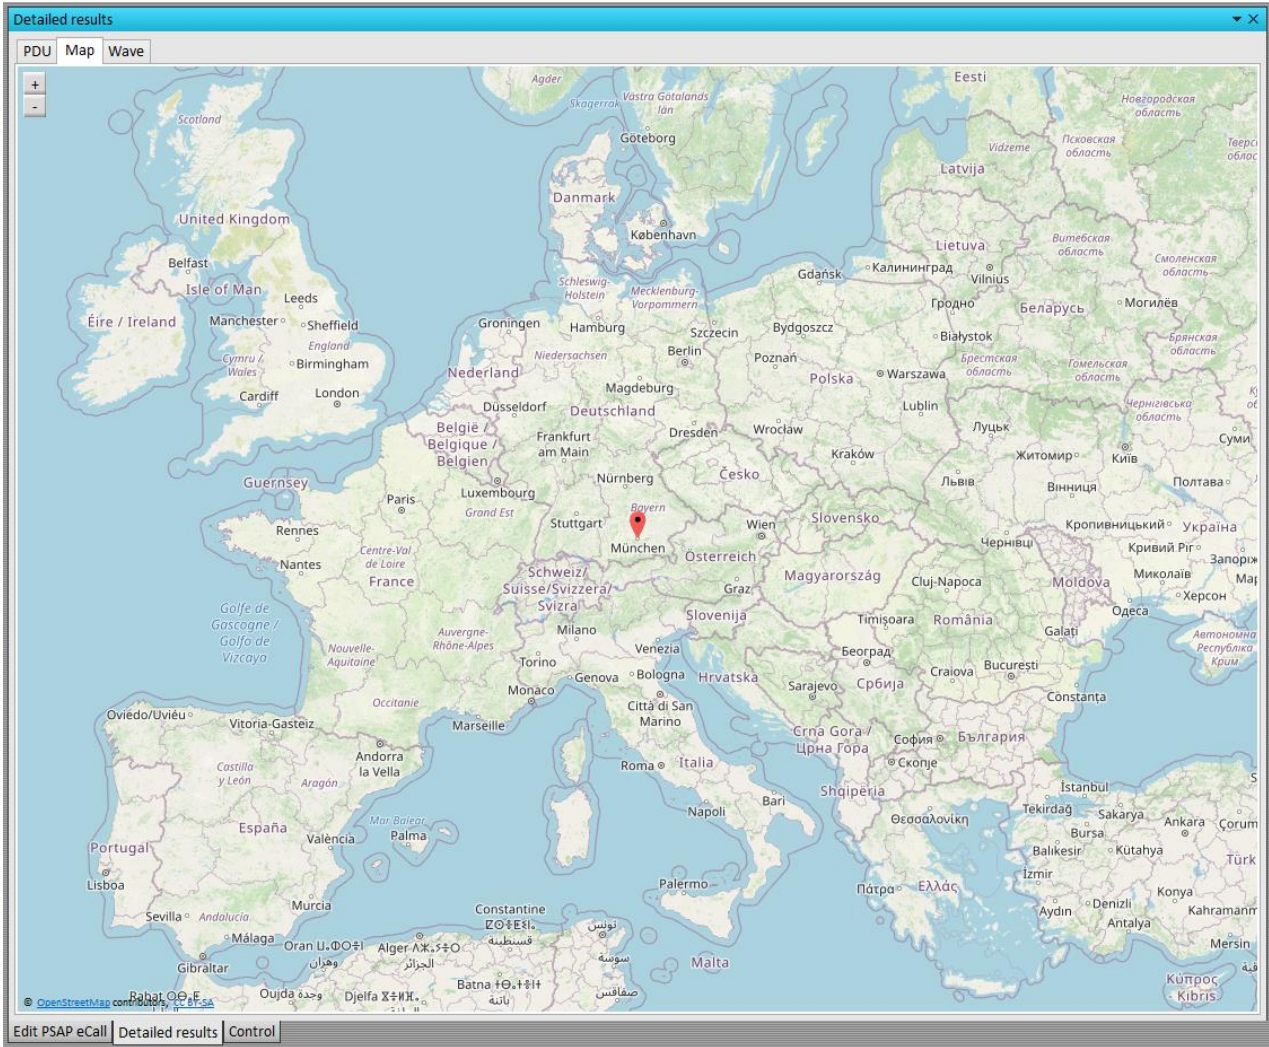 Detailed results
PDU
Map
Wave
+
-
Agder
Skagerrak
Västra Götalands
län
Göteborg
Eesti
Новгородская
область
Псковская
область
Vidzeme
Latvija
Scotland
United Kingdom
Belfast
Isle of Man
Leeds
Éire / Ireland
Manchester
Sheffield
England
Cymru /
Wales
Birmingham
Cardiff
London
Danmark
København
Schleswig-
Holstein
Mecklenburg-
Vorpommern
Lietuva
Vilnius
Витебская
область
Смоленская
область
Gdańsk
Калининград
Гродно
Беларусь
Могилёв
Groningen
Hamburg
Szczecin
Bydgoszcz
Białystok
Брянская
область
Niedersachsen
Berlin
Poznań
Брестская
область
Гомельская
область
Nederland
Magdeburg
Polska
Warszawa
Düsseldorf
Deutschland
Lublin
Чернігівська
область
België /
Belgique /
Belgien
Frankfurt
am Main
Dresden
Wrocław
Луцьк
Суми
Kraków
Житомир
Київ
Guernsey
Luxembourg
Nürnberg
Česko
Львів
Вінниця
Полтава
Paris
Grand Est
Bayern
Rennes
Stuttgart
München
Wien
Slovensko
Кропивницький
Україна
Centre-Val
de Loire
Österreich
Чернівці
Кривий Ріг
Nantes
France
Schweiz/
Suisse/Svizzera/
Svizra
Graz
Magyarország
Cluj-Napoca
Moldova
Миколаїв
Херсон
Golfe de
Gascogne /
Golfo de
Vizcaya
Slovenija
Timișoara
România
Одеса
Auvergne-
Rhône-Alpes
Milano
Venezia
Galați
Nouvelle-
Aquitaine
Torino
Genova
Bologna
Hrvatska
Београд
Србија
Craiova
București
Monaco
Sarajevo
Constanța
Occitanie
Città di San
Marino
Oviedo/Uviéu
Vitoria-Gasteiz
Marseille
Crna Gora /
Црна Гора
София
България
Andorra
la Vella
Roma
Italia
Скопје
Castilla
y León
Aragón
Shqipëria
İstanbul
Napoli
Bari
Tekirdağ
Sakarya
Ankara
Θεσσαλονίκη
Bursa
España
València
Mar Balear
Palma
Balıkesir
Kütahya
Portugal
İzmir
Lisboa
Palermo
Πάτρα
Ελλάς
Konya
Murcia
Denizli
Aydın
Sevilla
Andalucía
Constantine
ⵇⵙⵏⵟⵉⵏⴰ
قسنطينة
تونس
Antalya
Málaga
Oran
وهران
Alger
الجزائر
سوسة
Mersin
Gibraltar
Malta
Batna
باتنة
صفاقس
Κύπρος
- Kıbrıs
Rabat
Oujda وجدة
Djelfa
© OpenStreetMap contributors, CC BY-SA
Edit PSAP eCall
Detailed results
Control